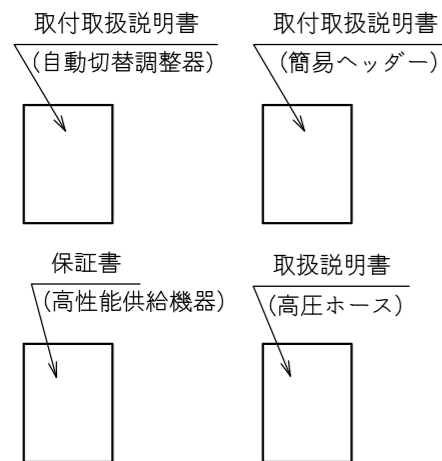 取付取扱説明書
(自動切替調整器)
取付取扱説明書
(簡易ヘッダー)
保証書
(高性能供給機器)
取扱説明書
(高圧ホース)